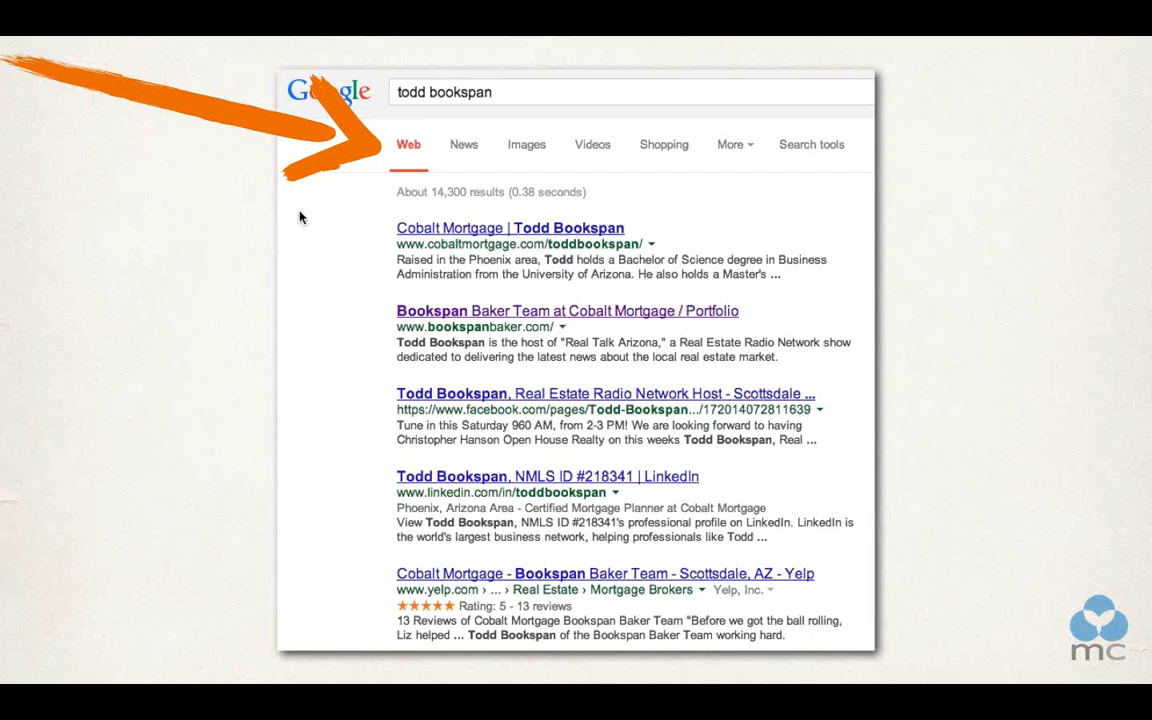 Google
todd bookspan
Web News Images Videos Shopping More Search tools
About 14,300 results (0.38 seconds)
Cobalt Mortgage | Todd Bookspan
www.cobaltmortgage.com/toddbookspan/
Raised in the Phoenix area, Todd holds a Bachelor of Science degree in Business
Administration from the University of Arizona. He also holds a Master's ...
Bookspan Baker Team at Cobalt Mortgage / Portfolio
www.bookspanbaker.com/
Todd Bookspan is the host of "Real Talk Arizona," a Real Estate Radio Network show
dedicated to delivering the latest news about the local real estate market.
Todd Bookspan, Real Estate Radio Network Host - Scottsdale ...
https://www.facebook.com/pages/Todd-Bookspan.../172014072811639
Tune in this Saturday 960 AM, from 2-3 PM! We are looking forward to having
Christopher Hanson Open House Realty on this weeks Todd Bookspan, Real ...
Todd Bookspan, NMLS ID #218341 | LinkedIn
www.linkedin.com/in/toddbookspan
Phoenix, Arizona Area - Certified Mortgage Planner at Cobalt Mortgage
View Todd Bookspan, NMLS ID #218341's professional profile on LinkedIn. LinkedIn is
the world's largest business network, helping professionals like Todd ...
Cobalt Mortgage - Bookspan Baker Team - Scottsdale, AZ - Yelp
www.yelp.com › ... › Real Estate › Mortgage Brokers Yelp, Inc.
Rating: 5 - 13 reviews
13 Reviews of Cobalt Mortgage Bookspan Baker Team "Before we got the ball rolling,
Liz helped ... Todd Bookspan of the Bookspan Baker Team working hard.
mc